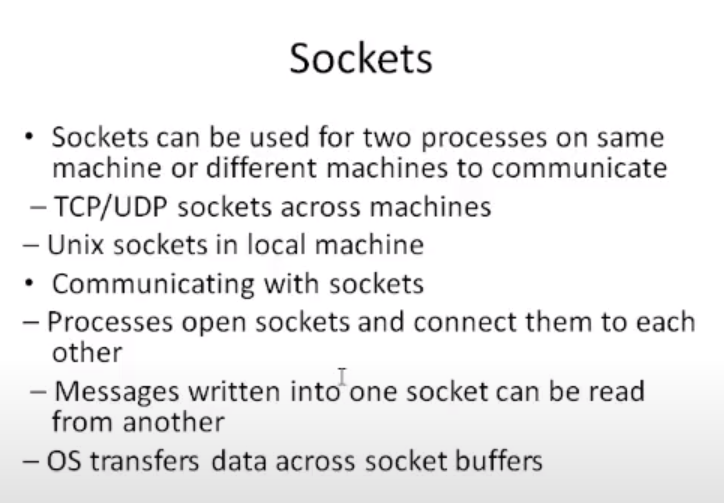 Sockets
• Sockets can be used for two processes on same
machine or different machines to communicate
– TCP/UDP sockets across machines
– Unix sockets in local machine
• Communicating with sockets
– Processes open sockets and connect them to each
other
– Messages written into one socket can be read
from another
– OS transfers data across socket buffers